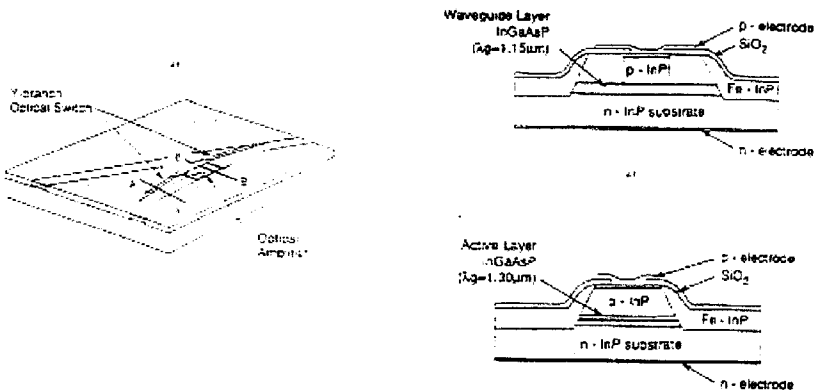 Y-branch
Optical Switch
A
B
Optical
Amplifier
Waveguide Layer
InGaAsP
(λg=1.15μm)
p - electrode
SiO2
p - InP
Fe - InP
n - InP substrate
n - electrode
Active Layer
InGaAsP
(λg=1.30μm)
p - electrode
SiO2
p - InP
Fe - InP
n - InP substrate
n - electrode